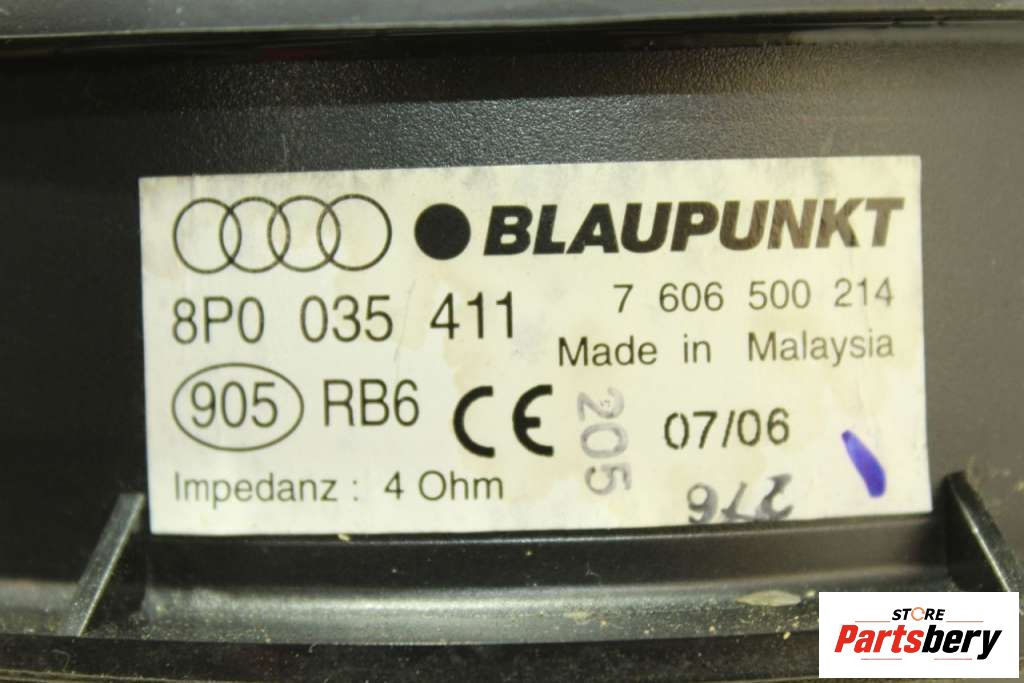 BLAUPUNKT
8P0 035 411
7 606 500 214
Made in Malaysia
905 RB6 CE
205
07/06
Impedanz : 4 Ohm
276
STORE
Partsbery